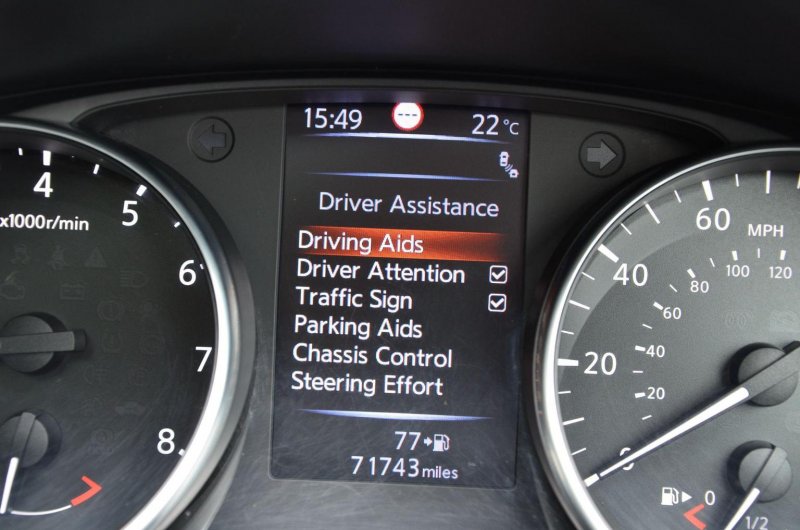 15:49 22°C
Driver Assistance
Driving Aids
Driver Attention
Traffic Sign
Parking Aids
Chassis Control
Steering Effort
77
71743 miles
4
5
6
7
8
x1000r/min
0
20
40
60
MPH
20
40
60
80
100
120
0
1/2